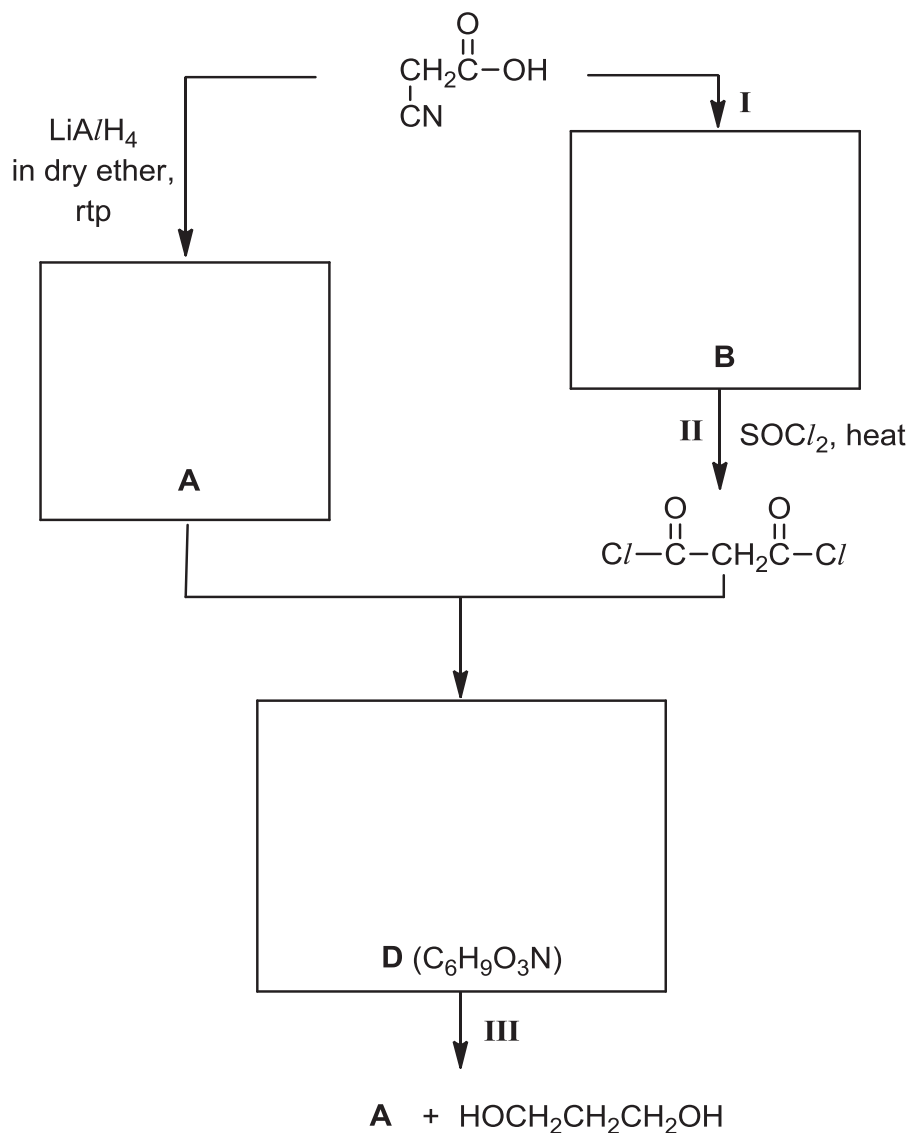 O
CH₂C–OH
CN
LiAlH₄
in dry ether,
rtp
I
A
B
II SOCl₂, heat
O O
Cl–C–CH₂C–Cl
D (C₆H₉O₃N)
III
A + HOCH₂CH₂CH₂OH